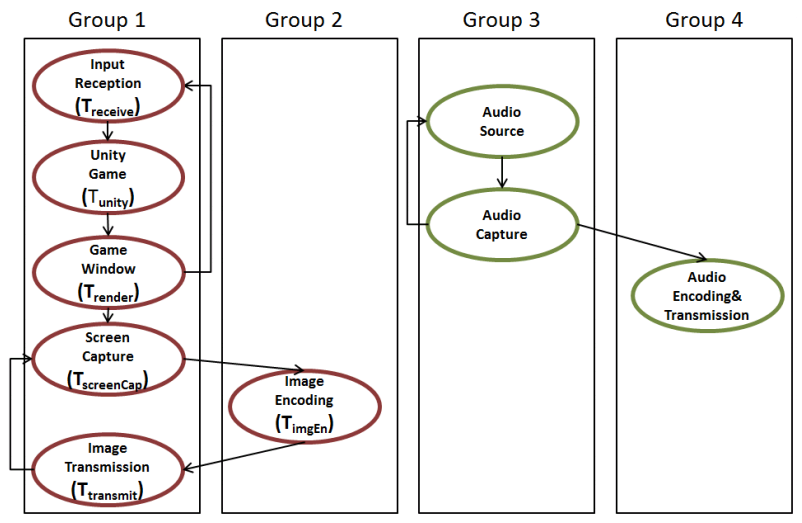 Group 1
Group 2
Group 3
Group 4
Input
Reception
(Treceive)
Unity
Game
(Tunity)
Game
Window
(Trender)
Screen
Capture
(TscreenCap)
Image
Transmission
(Ttransmit)
Image
Encoding
(TimgEn)
Audio
Source
Audio
Capture
Audio
Encoding&
Transmission